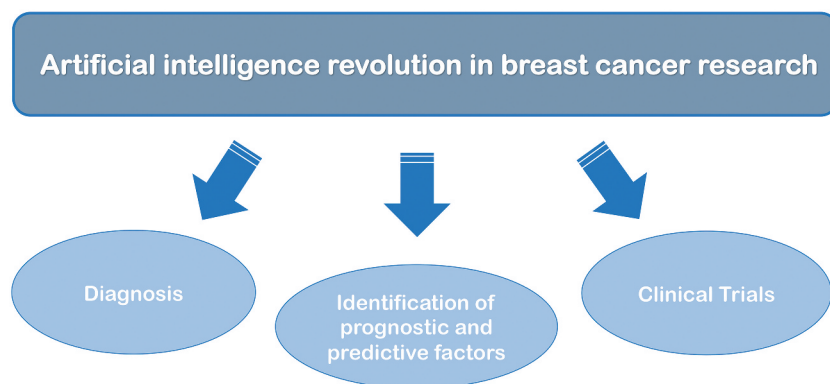 Artificial intelligence revolution in breast cancer research
Diagnosis
Identification of
prognostic and
predictive factors
Clinical Trials